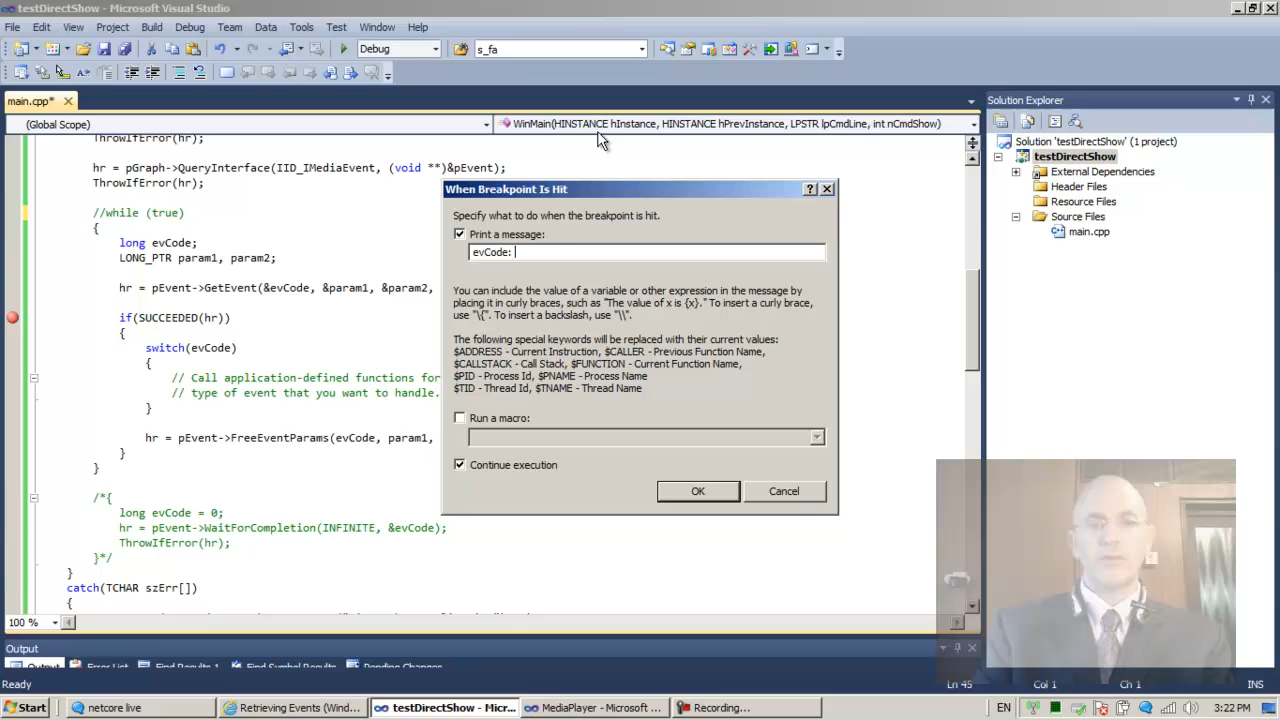 testDirectShow - Microsoft Visual Studio
File Edit View Project Build Debug Team Data Tools Test Window Help
Debug s_fa
main.cpp*
(Global Scope) WinMain(HINSTANCE hInstance, HINSTANCE hPrevInstance, LPSTR lpCmdLine, int nCmdShow)
ThrowIfError(hr);
hr = pGraph->QueryInterface(IID_IMediaEvent, (void **)&pEvent);
ThrowIfError(hr);
//while (true)
{
long evCode;
LONG_PTR param1, param2;
hr = pEvent->GetEvent(&evCode, &param1, &param2,
if(SUCCEEDED(hr))
{
switch(evCode)
{
// Call application-defined functions for
// type of event that you want to handle.
}
hr = pEvent->FreeEventParams(evCode, param1,
}
}
/*{
long evCode = 0;
hr = pEvent->WaitForCompletion(INFINITE, &evCode);
ThrowIfError(hr);
}*/
}
catch(TCHAR szErr[])
{
100 %
When Breakpoint Is Hit
Specify what to do when the breakpoint is hit.
Print a message:
evCode:
You can include the value of a variable or other expression in the message by
placing it in curly braces, such as "The value of x is {x}." To insert a curly brace,
use "\{". To insert a backslash, use "\\".
The following special keywords will be replaced with their current values:
$ADDRESS - Current Instruction, $CALLER - Previous Function Name,
$CALLSTACK - Call Stack, $FUNCTION - Current Function Name,
$PID - Process Id, $PNAME - Process Name
$TID - Thread Id, $TNAME - Thread Name
Run a macro:
Continue execution
OK Cancel
Solution Explorer
Solution 'testDirectShow' (1 project)
testDirectShow
External Dependencies
Header Files
Resource Files
Source Files
main.cpp
Output
Output Error List Find Results 1 Find Symbol Results Pending Changes
Ready Ln 45 Col 1 Ch 1 INS
Start netcore live Retrieving Events (Wind... testDirectShow - Micr... MediaPlayer - Microsoft ... Recording... EN 3:22 PM